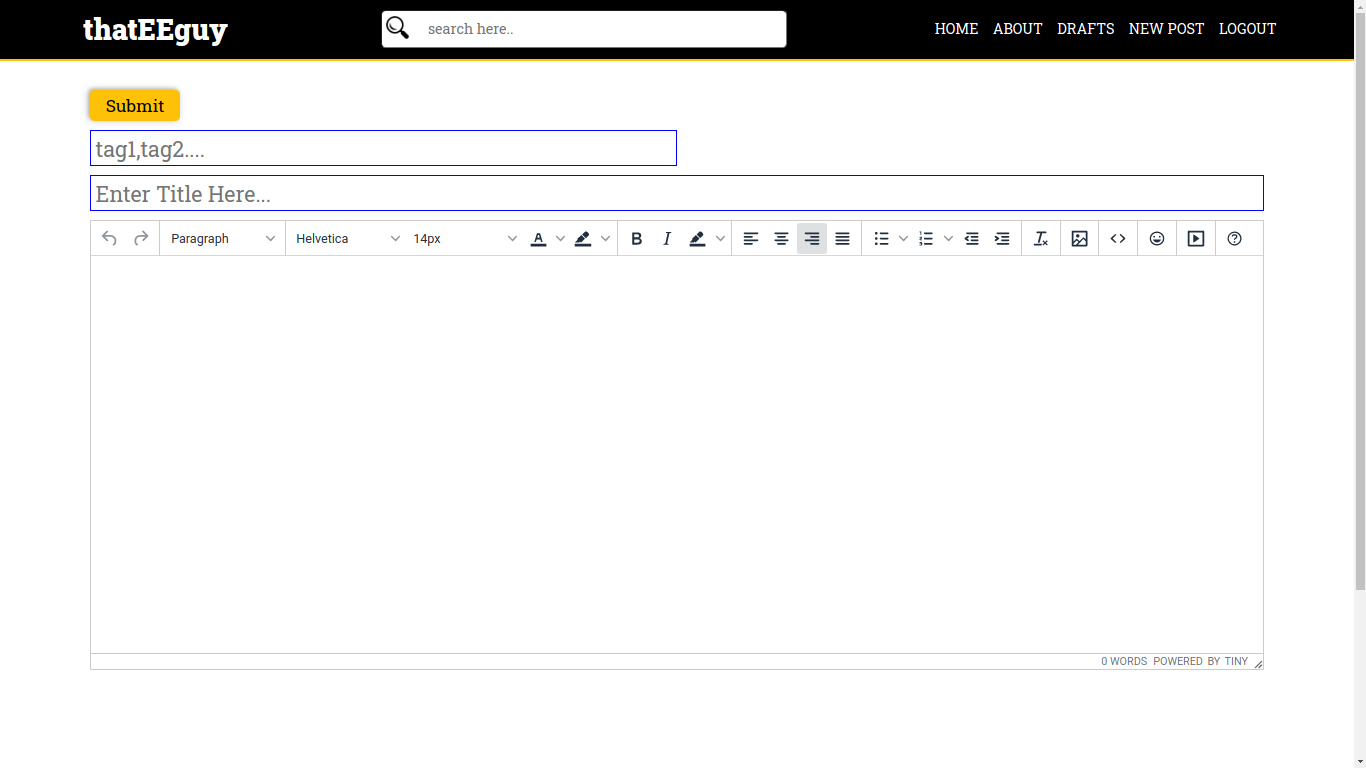 thatEEguy search here.. HOME ABOUT DRAFTS NEW POST LOGOUT
Submit
tag1,tag2....
Enter Title Here...
Paragraph Helvetica 14px A B I
0 WORDS POWERED BY TINY